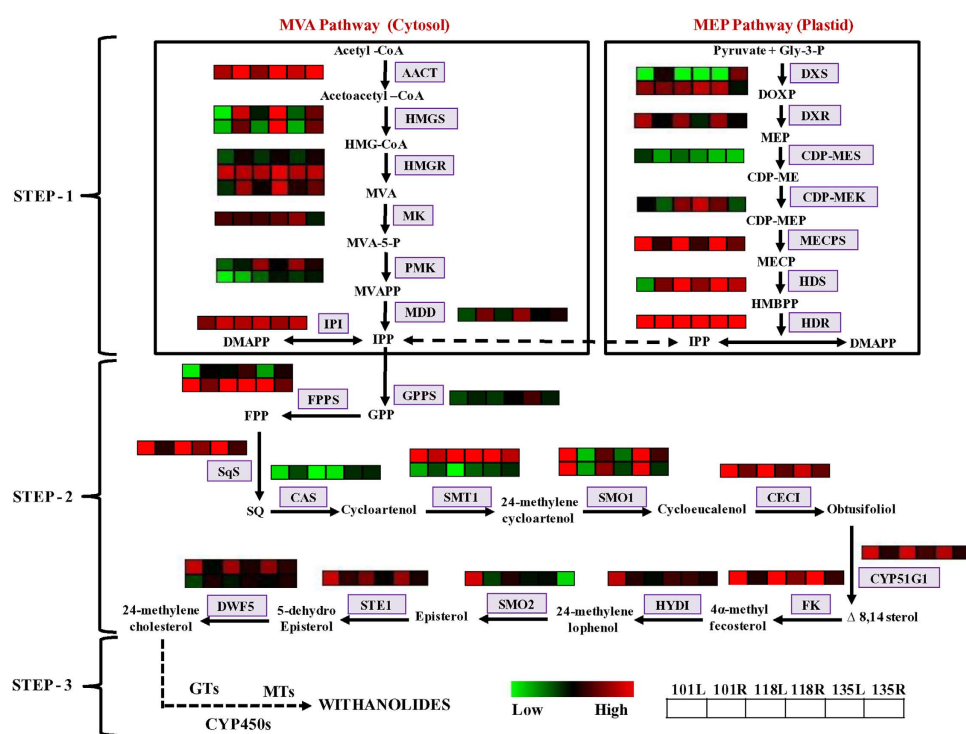 MVA Pathway (Cytosol)
MEP Pathway (Plastid)
STEP-1
Acetyl -CoA
AACT
Acetoacetyl –CoA
HMGS
HMG-CoA
HMGR
MVA
MK
MVA-5-P
PMK
MVAPP
MDD
IPI
DMAPP
IPP
Pyruvate + Gly-3-P
DXS
DOXP
DXR
MEP
CDP-MES
CDP-ME
CDP-MEK
CDP-MEP
MECPS
MECP
HDS
HMBPP
HDR
IPP
DMAPP
STEP-2
FPPS
GPPS
FPP
GPP
SqS
CAS
SMT1
SMO1
CECI
SQ
Cycloartenol
24-methylene
cycloartenol
Cycloeucalenol
Obtusifoliol
CYP51G1
DWF5
STE1
SMO2
HYDI
FK
24-methylene
cholesterol
5-dehydro
Episterol
Episterol
24-methylene
lophenol
4α-methyl
fecosterol
Δ 8,14 sterol
STEP-3
GTs
MTs
WITHANOLIDES
CYP450s
Low
High
101L 101R 118L 118R 135L 135R